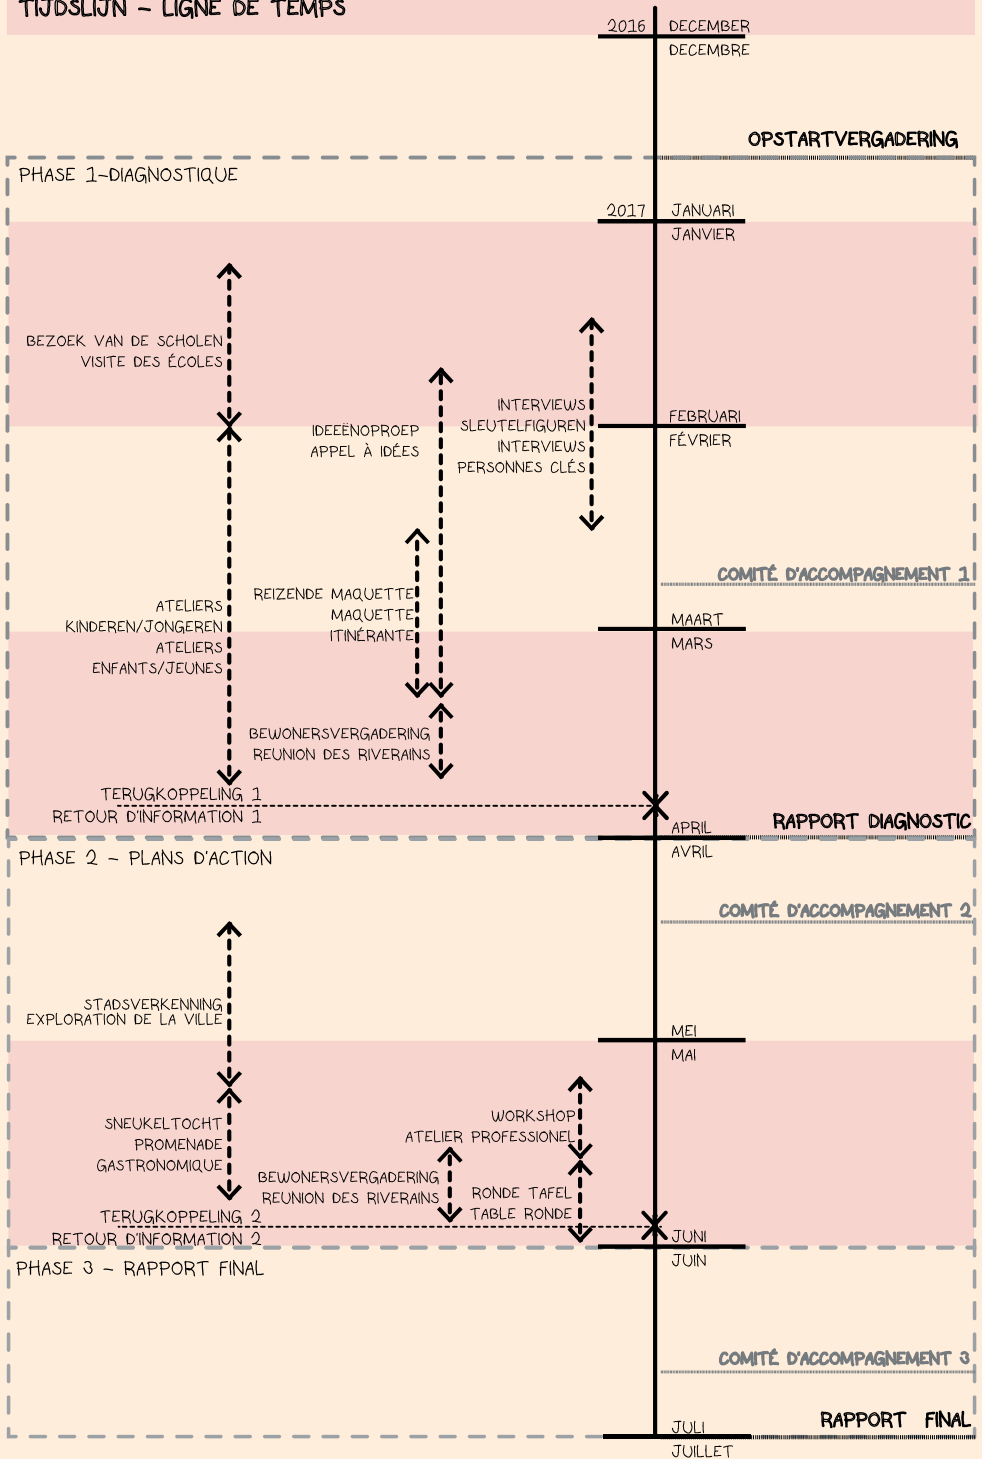 TIJDSLIJN – LIGNE DE TEMPS
2016 DECEMBER
DECEMBRE
OPSTARTVERGADERING
PHASE 1–DIAGNOSTIQUE
2017 JANUARI
JANVIER
BEZOEK VAN DE SCHOLEN
VISITE DES ÉCOLES
INTERVIEWS
SLEUTELFIGUREN
INTERVIEWS
PERSONNES CLÉS
FEBRUARI
FÉVRIER
IDEEËNOPROEP
APPEL À IDÉES
COMITÉ D'ACCOMPAGNEMENT 1
REIZENDE MAQUETTE
MAQUETTE
ITINÉRANTE
ATELIERS
KINDEREN/JONGEREN
ATELIERS
ENFANTS/JEUNES
MAART
MARS
BEWONERSVERGADERING
REUNION DES RIVERAINS
TERUGKOPPELING 1
RETOUR D'INFORMATION 1
RAPPORT DIAGNOSTIC
APRIL
AVRIL
PHASE 2 – PLANS D'ACTION
COMITÉ D'ACCOMPAGNEMENT 2
STADSVERKENNING
EXPLORATION DE LA VILLE
MEI
MAI
SNEUKELTOCHT
PROMENADE
GASTRONOMIQUE
WORKSHOP
ATELIER PROFESSIONEL
BEWONERSVERGADERING
REUNION DES RIVERAINS
RONDE TAFEL
TABLE RONDE
TERUGKOPPELING 2
RETOUR D'INFORMATION 2
JUNI
JUIN
PHASE 3 – RAPPORT FINAL
COMITÉ D'ACCOMPAGNEMENT 3
RAPPORT FINAL
JULI
JUILLET